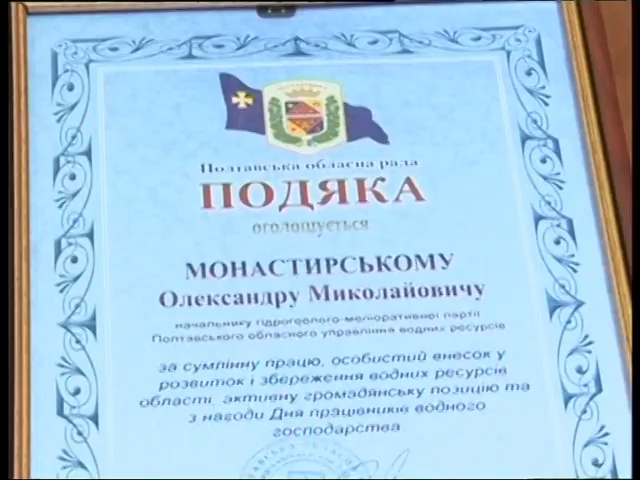 Полтавська обласна рада
ПОДЯКА
оголошується
МОНАСТИРСЬКОМУ
Олександру Миколайовичу
начальнику гідрогеолого-меліоративної партії
Полтавського обласного управління водних ресурсів
за сумлінну працю, особистий внесок у
розвиток і збереження водних ресурсів
області, активну громадянську позицію та
з нагоди Дня працівників водного
господарства